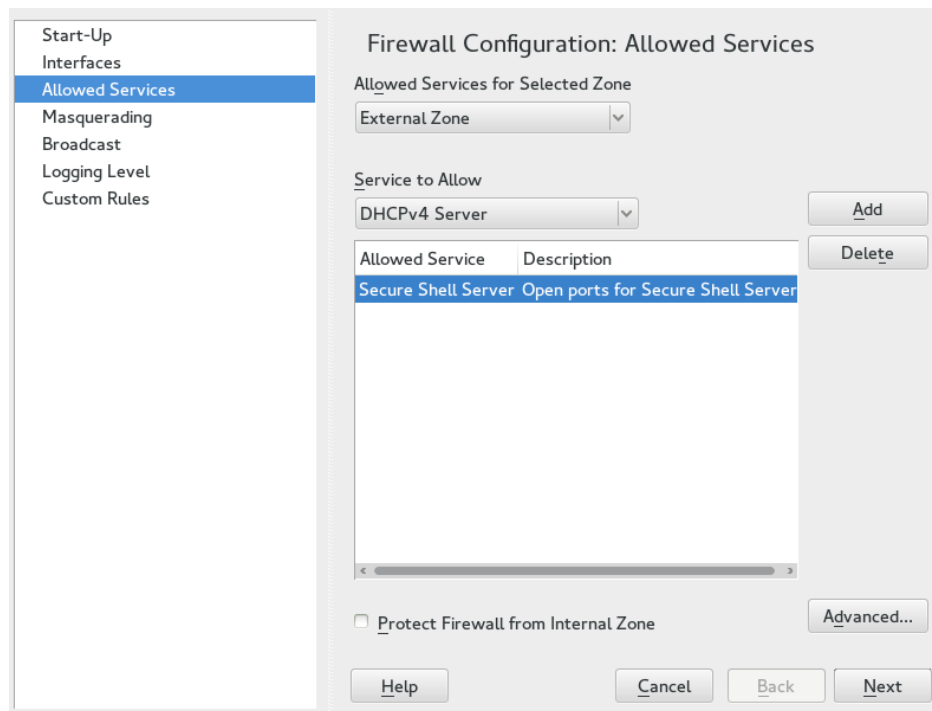 Start-Up
Interfaces
Allowed Services
Masquerading
Broadcast
Logging Level
Custom Rules
Firewall Configuration: Allowed Services
Allowed Services for Selected Zone
External Zone
Service to Allow
DHCPv4 Server
Add
Allowed Service Description
Delete
Secure Shell Server Open ports for Secure Shell Server
Protect Firewall from Internal Zone
Advanced...
Help Cancel Back Next